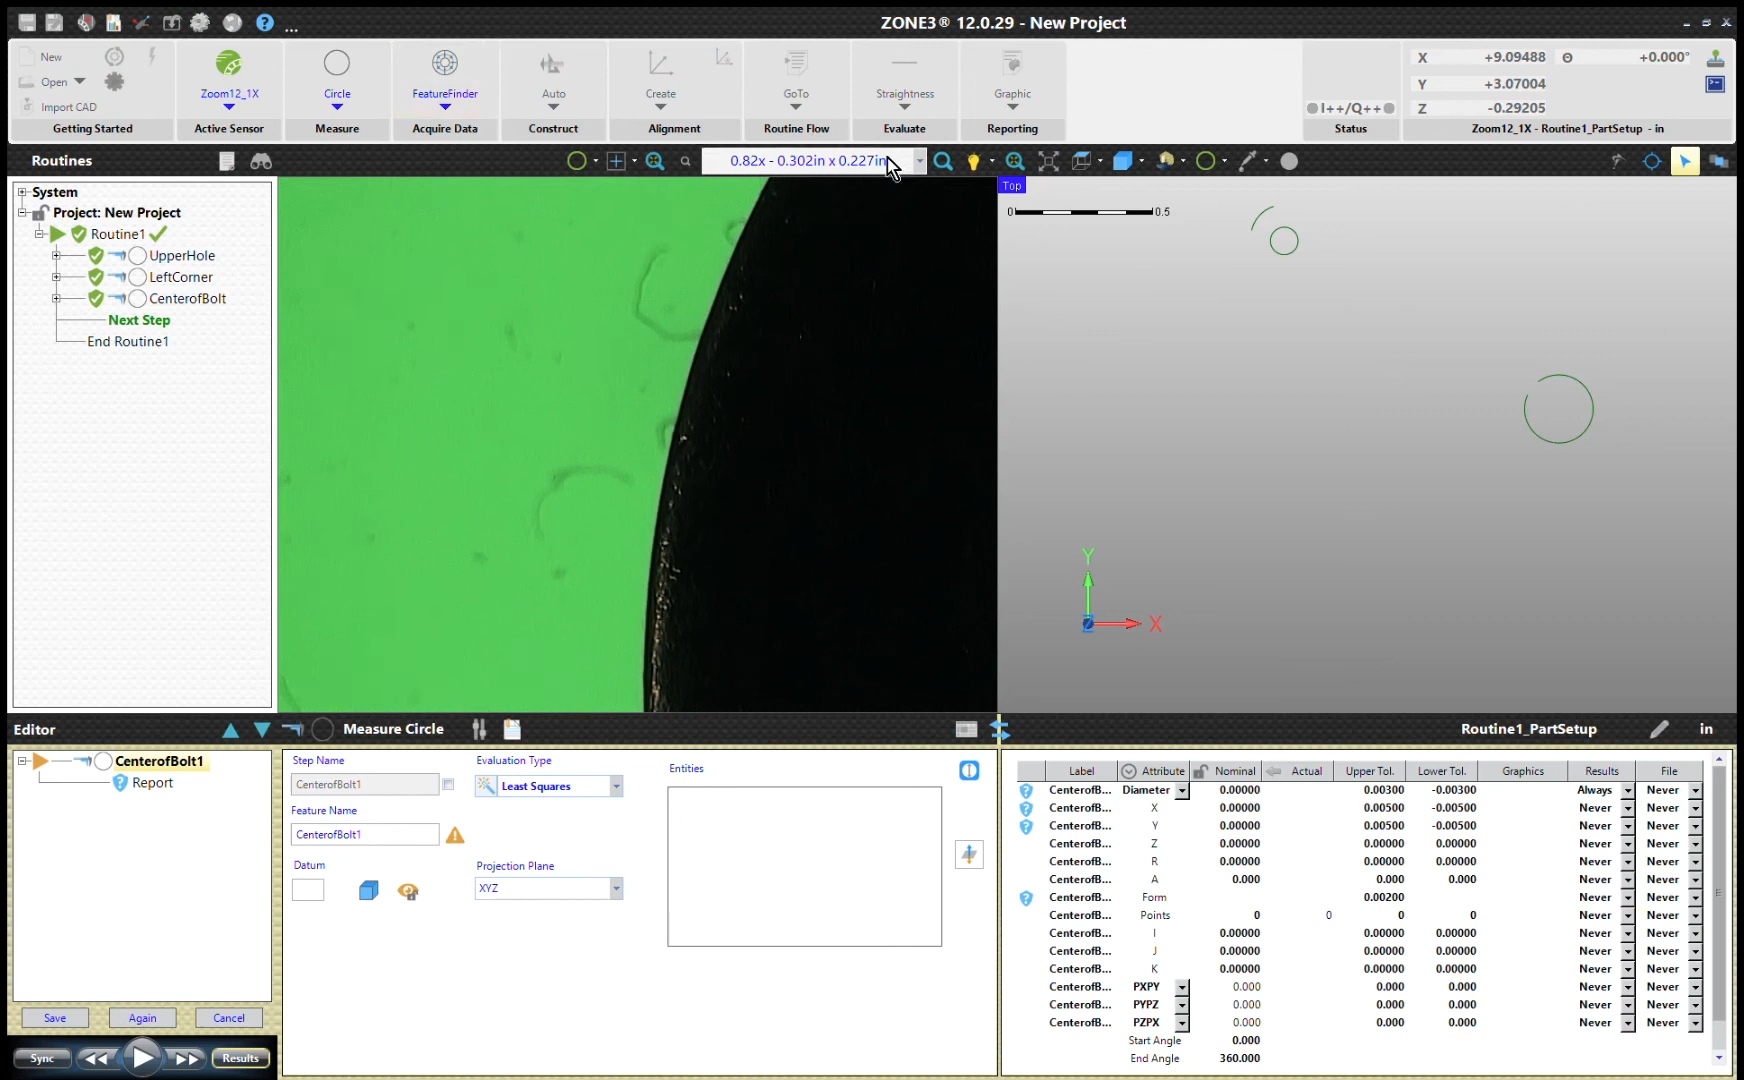 ZONE3® 12.0.29 - New Project
...
New
Open
Import CAD
Getting Started
Zoom12_1X
Active Sensor
Circle
Measure
FeatureFinder
Acquire Data
Auto
Construct
Create
Alignment
GoTo
Routine Flow
Straightness
Evaluate
Graphic
Reporting
I++/Q++
Status
X +9.09488 Θ +0.000°
Y +3.07004
Z -0.29205
Zoom12_1X - Routine1_PartSetup - in
Routines
0.82x - 0.302in x 0.227in
System
Project: New Project
Routine1
UpperHole
LeftCorner
CenterofBolt
Next Step
End Routine1
Top
0 0.5
Y
Z X
Editor
Measure Circle
Routine1_PartSetup in
CenterofBolt1
Report
Save Again Cancel
Sync Results
Step Name
CenterofBolt1
Feature Name
CenterofBolt1
Datum
Evaluation Type
Least Squares
Projection Plane
XYZ
Entities
Label Attribute Nominal Actual Upper Tol. Lower Tol. Graphics Results File
CenterofB... Diameter 0.00000 0.00300 -0.00300 Always Never
CenterofB... X 0.00000 0.00500 -0.00500 Never Never
CenterofB... Y 0.00000 0.00500 -0.00500 Never Never
CenterofB... Z 0.00000 0.00000 0.00000 Never Never
CenterofB... R 0.00000 0.00000 0.00000 Never Never
CenterofB... A 0.000 0.000 0.000 Never Never
CenterofB... Form 0.00200 Never Never
CenterofB... Points 0 0 0 0 Never Never
CenterofB... I 0.00000 0.00000 0.00000 Never Never
CenterofB... J 0.00000 0.00000 0.00000 Never Never
CenterofB... K 0.00000 0.00000 0.00000 Never Never
CenterofB... PXPY 0.000 0.000 0.000 Never Never
CenterofB... PYPZ 0.000 0.000 0.000 Never Never
CenterofB... PZPX 0.000 0.000 0.000 Never Never
Start Angle 0.000
End Angle 360.000